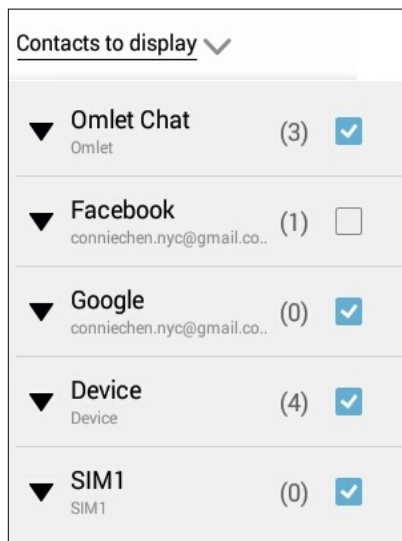 Contacts to display
Omlet Chat (3)
Omlet
Facebook (1)
conniechen.nyc@gmail.co..
Google (0)
conniechen.nyc@gmail.co..
Device (4)
Device
SIM1 (0)
SIM1